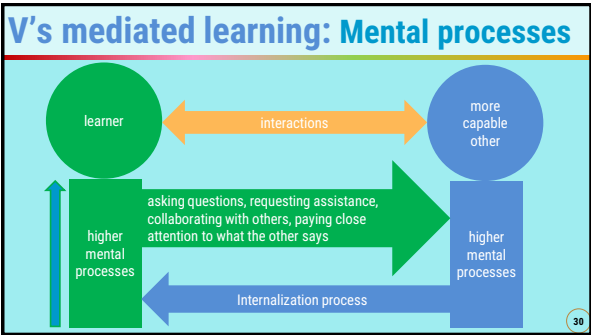 V's mediated learning: Mental processes
learner
interactions
more
capable
other
asking questions, requesting assistance,
collaborating with others, paying close
attention to what the other says
higher
mental
processes
higher
mental
processes
Internalization process
30